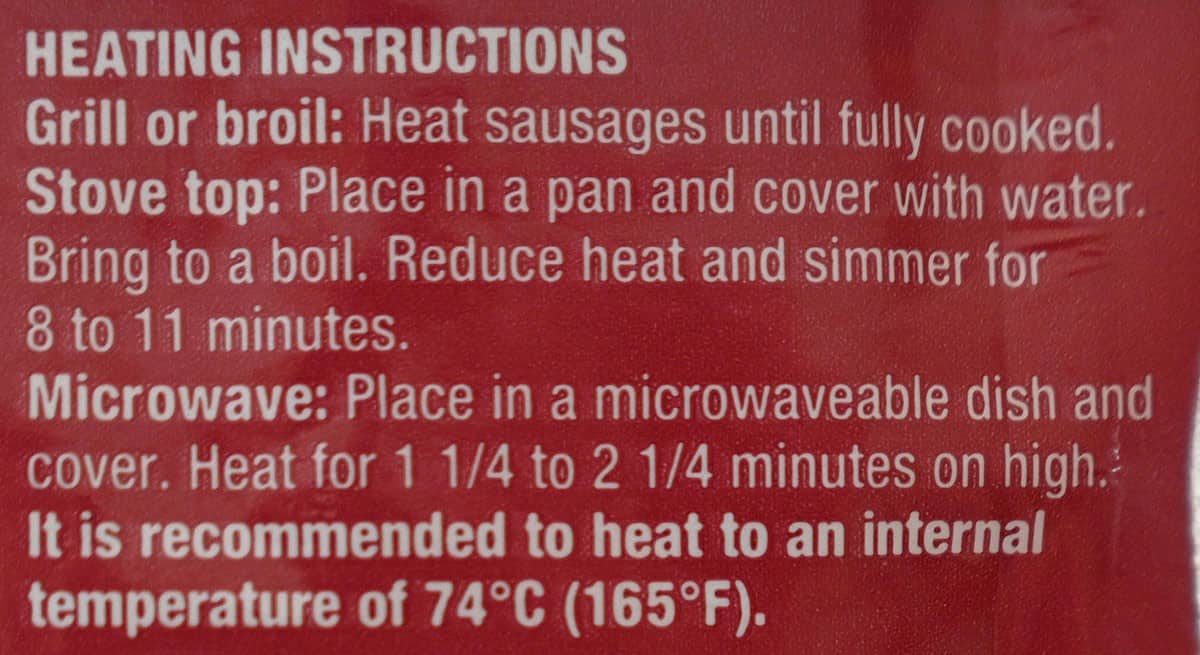 HEATING INSTRUCTIONS
Grill or broil: Heat sausages until fully cooked.
Stove top: Place in a pan and cover with water.
Bring to a boil. Reduce heat and simmer for
8 to 11 minutes.
Microwave: Place in a microwaveable dish and
cover. Heat for 1 1/4 to 2 1/4 minutes on high.
It is recommended to heat to an internal
temperature of 74°C (165°F).